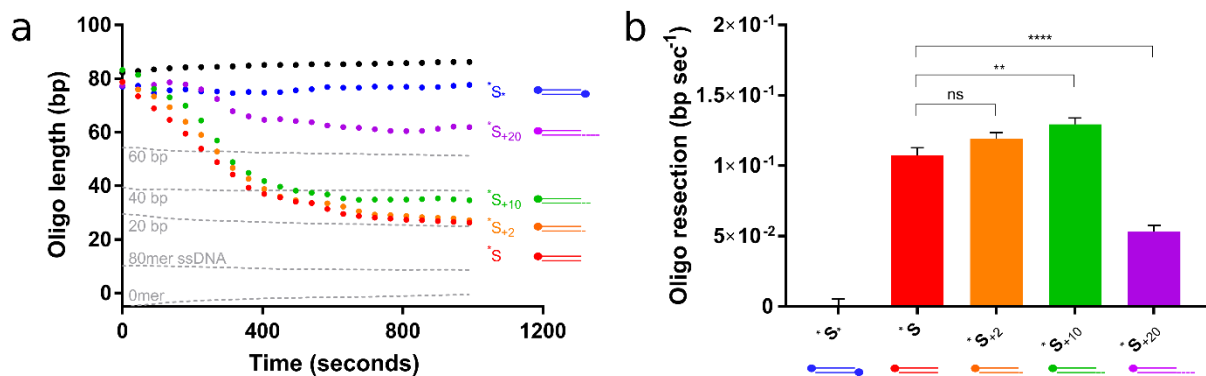 a
Oligo length (bp)
100
80
60
40
20
0
60 bp
40 bp
20 bp
80mer ssDNA
0mer
0
400
800
1200
Time (seconds)
*S*
*S+20
*S+10
*S+2
*S
b
Oligo resection (bp sec-1)
2×10-1
1.5×10-1
1×10-1
5×10-2
0
****
**
ns
*S*
*S
*S+2
*S+10
*S+20